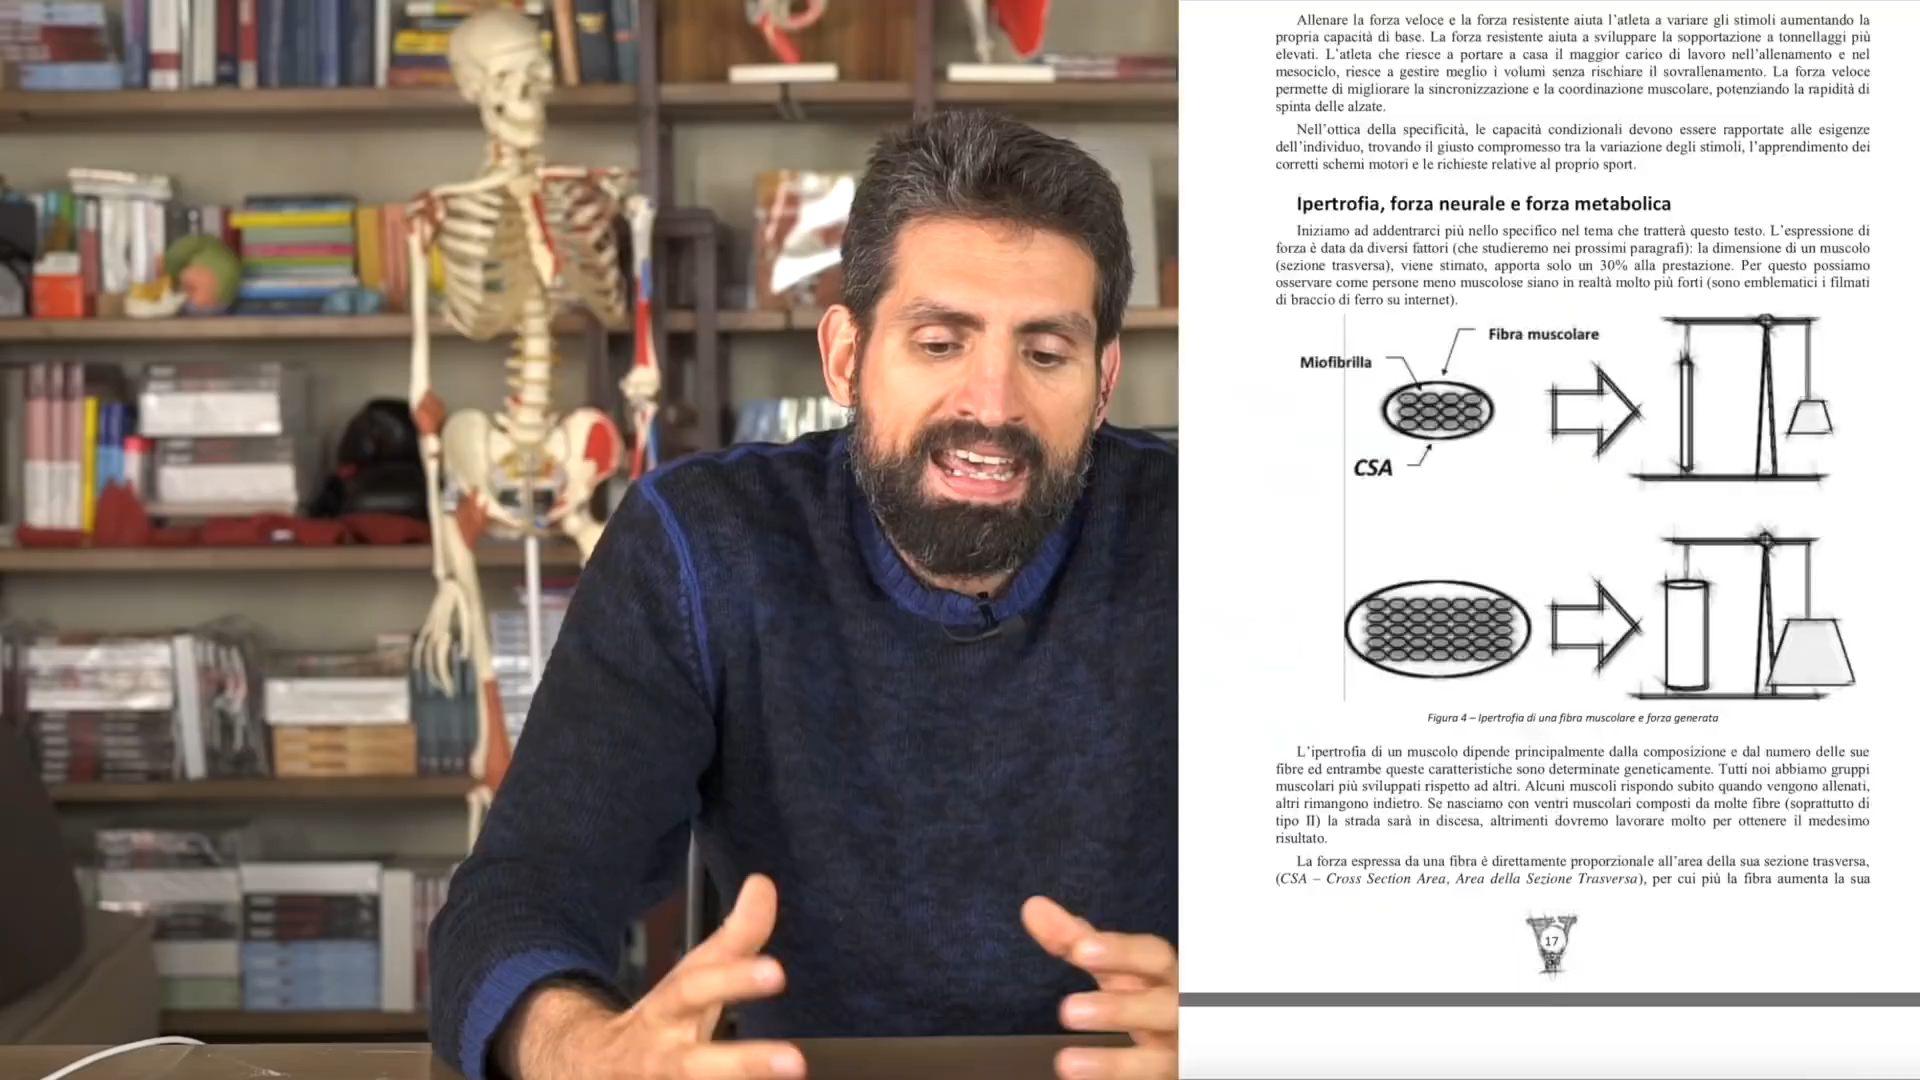 Allenare la forza veloce e la forza resistente aiuta l'atleta a variare gli stimoli aumentando la
propria capacità di base. La forza resistente aiuta a sviluppare la sopportazione a tonnellaggi più
elevati. L'atleta che riesce a portare a casa il maggior carico di lavoro nell'allenamento e nel
mesociclo, riesce a gestire meglio i volumi senza rischiare il sovrallenamento. La forza veloce
permette di migliorare la sincronizzazione e la coordinazione muscolare, potenziando la rapidità di
spinta delle alzate.
Nell'ottica della specificità, le capacità condizionali devono essere rapportate alle esigenze
dell'individuo, trovando il giusto compromesso tra la variazione degli stimoli, l'apprendimento dei
corretti schemi motori e le richieste relative al proprio sport.
Ipertrofia, forza neurale e forza metabolica
Iniziamo ad addentrarci più nello specifico nel tema che tratterà questo testo. L'espressione di
forza è data da diversi fattori (che studieremo nei prossimi paragrafi): la dimensione di un muscolo
(sezione trasversa), viene stimato, apporta solo un 30% alla prestazione. Per questo possiamo
osservare come persone meno muscolose siano in realtà molto più forti (sono emblematici i filmati
di braccio di ferro su internet).
Fibra muscolare
Miofibrilla
CSA
Figura 4 – Ipertrofia di una fibra muscolare e forza generata
L'ipertrofia di un muscolo dipende principalmente dalla composizione e dal numero delle sue
fibre ed entrambe queste caratteristiche sono determinate geneticamente. Tutti noi abbiamo gruppi
muscolari più sviluppati rispetto ad altri. Alcuni muscoli rispondo subito quando vengono allenati,
altri rimangono indietro. Se nasciamo con ventri muscolari composti da molte fibre (soprattutto di
tipo II) la strada sarà in discesa, altrimenti dovremo lavorare molto per ottenere il medesimo
risultato.
La forza espressa da una fibra è direttamente proporzionale all'area della sua sezione trasversa,
(CSA – Cross Section Area, Area della Sezione Trasversa), per cui più la fibra aumenta la sua
17